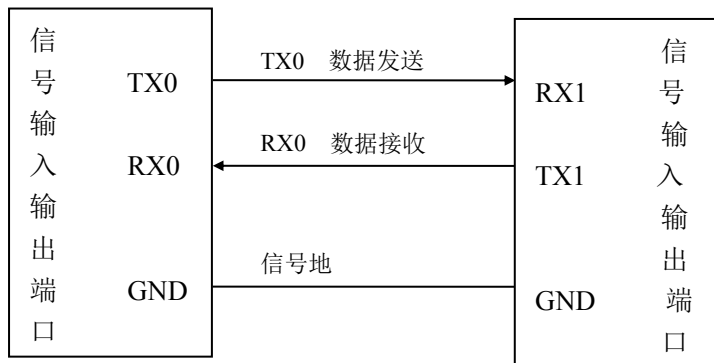 信号输入输出端口
TX0
RX0
GND
TX0 数据发送
RX0 数据接收
信号地
RX1
TX1
GND
信号输入输出端口